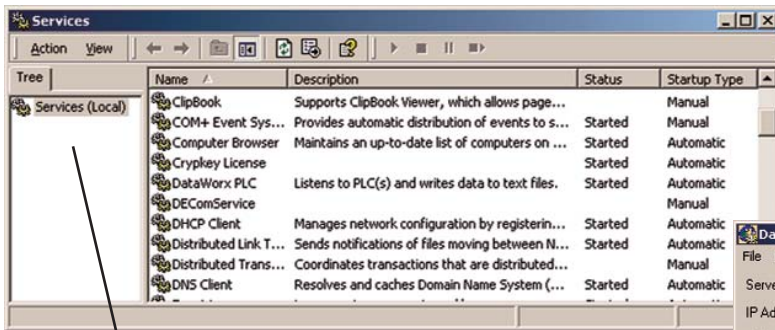 Services
Action View
Tree
Name Description Status Startup Type
Services (Local)
ClipBook Supports ClipBook Viewer, which allows page... Manual
COM+ Event Sys... Provides automatic distribution of events to s... Started Manual
Computer Browser Maintains an up-to-date list of computers on ... Started Automatic
Crypkey License Started Automatic
DataWorx PLC Listens to PLC(s) and writes data to text files. Started Automatic
DEComService Manual
DHCP Client Manages network configuration by registerin... Started Automatic
Distributed Link T... Sends notifications of files moving between N... Started Automatic
Distributed Trans... Coordinates transactions that are distributed... Manual
DNS Client Resolves and caches Domain Name System (... Started Automatic
Da
File
Serve
IP Ad